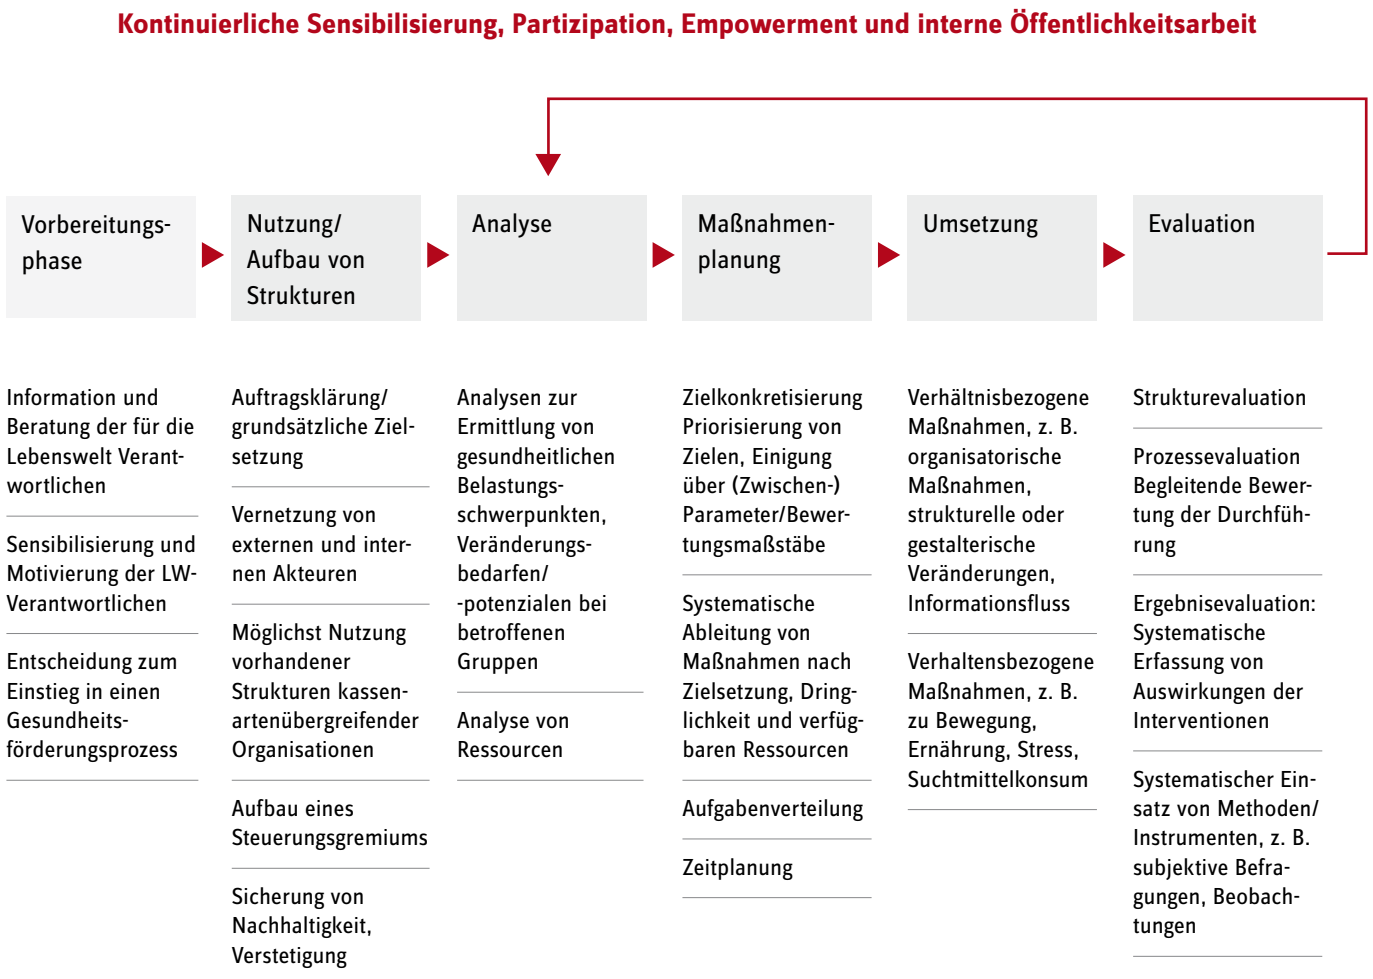 Kontinuierliche Sensibilisierung, Partizipation, Empowerment und interne Öffentlichkeitsarbeit
Vorbereitungs-
phase
Nutzung/
Aufbau von
Strukturen
Analyse
Maßnahmen-
planung
Umsetzung
Evaluation
Information und
Beratung der für die
Lebenswelt Verant-
wortlichen
Sensibilisierung und
Motivierung der LW-
Verantwortlichen
Entscheidung zum
Einstieg in einen
Gesundheits-
förderungsprozess
Auftragsklärung/
grundsätzliche Ziel-
setzung
Vernetzung von
externen und inter-
nen Akteuren
Möglichst Nutzung
vorhandener
Strukturen kassen-
artenübergreifender
Organisationen
Aufbau eines
Steuerungsgremiums
Sicherung von
Nachhaltigkeit,
Verstetigung
Analysen zur
Ermittlung von
gesundheitlichen
Belastungs-
schwerpunkten,
Veränderungs-
bedarfen/
-potenzialen bei
betroffenen
Gruppen
Analyse von
Ressourcen
Zielkonkretisierung
Priorisierung von
Zielen, Einigung
über (Zwischen-)
Parameter/Bewer-
tungsmaßstäbe
Systematische
Ableitung von
Maßnahmen nach
Zielsetzung, Dring-
lichkeit und verfüg-
baren Ressourcen
Aufgabenverteilung
Zeitplanung
Verhältnisbezogene
Maßnahmen, z. B.
organisatorische
Maßnahmen,
strukturelle oder
gestalterische
Veränderungen,
Informationsfluss
Verhaltensbezogene
Maßnahmen, z. B.
zu Bewegung,
Ernährung, Stress,
Suchtmittelkonsum
Strukturevaluation
Prozessevaluation
Begleitende Bewer-
tung der Durchfüh-
rung
Ergebnisevaluation:
Systematische
Erfassung von
Auswirkungen der
Interventionen
Systematischer Ein-
satz von Methoden/
Instrumenten, z. B.
subjektive Befra-
gungen, Beobach-
tungen